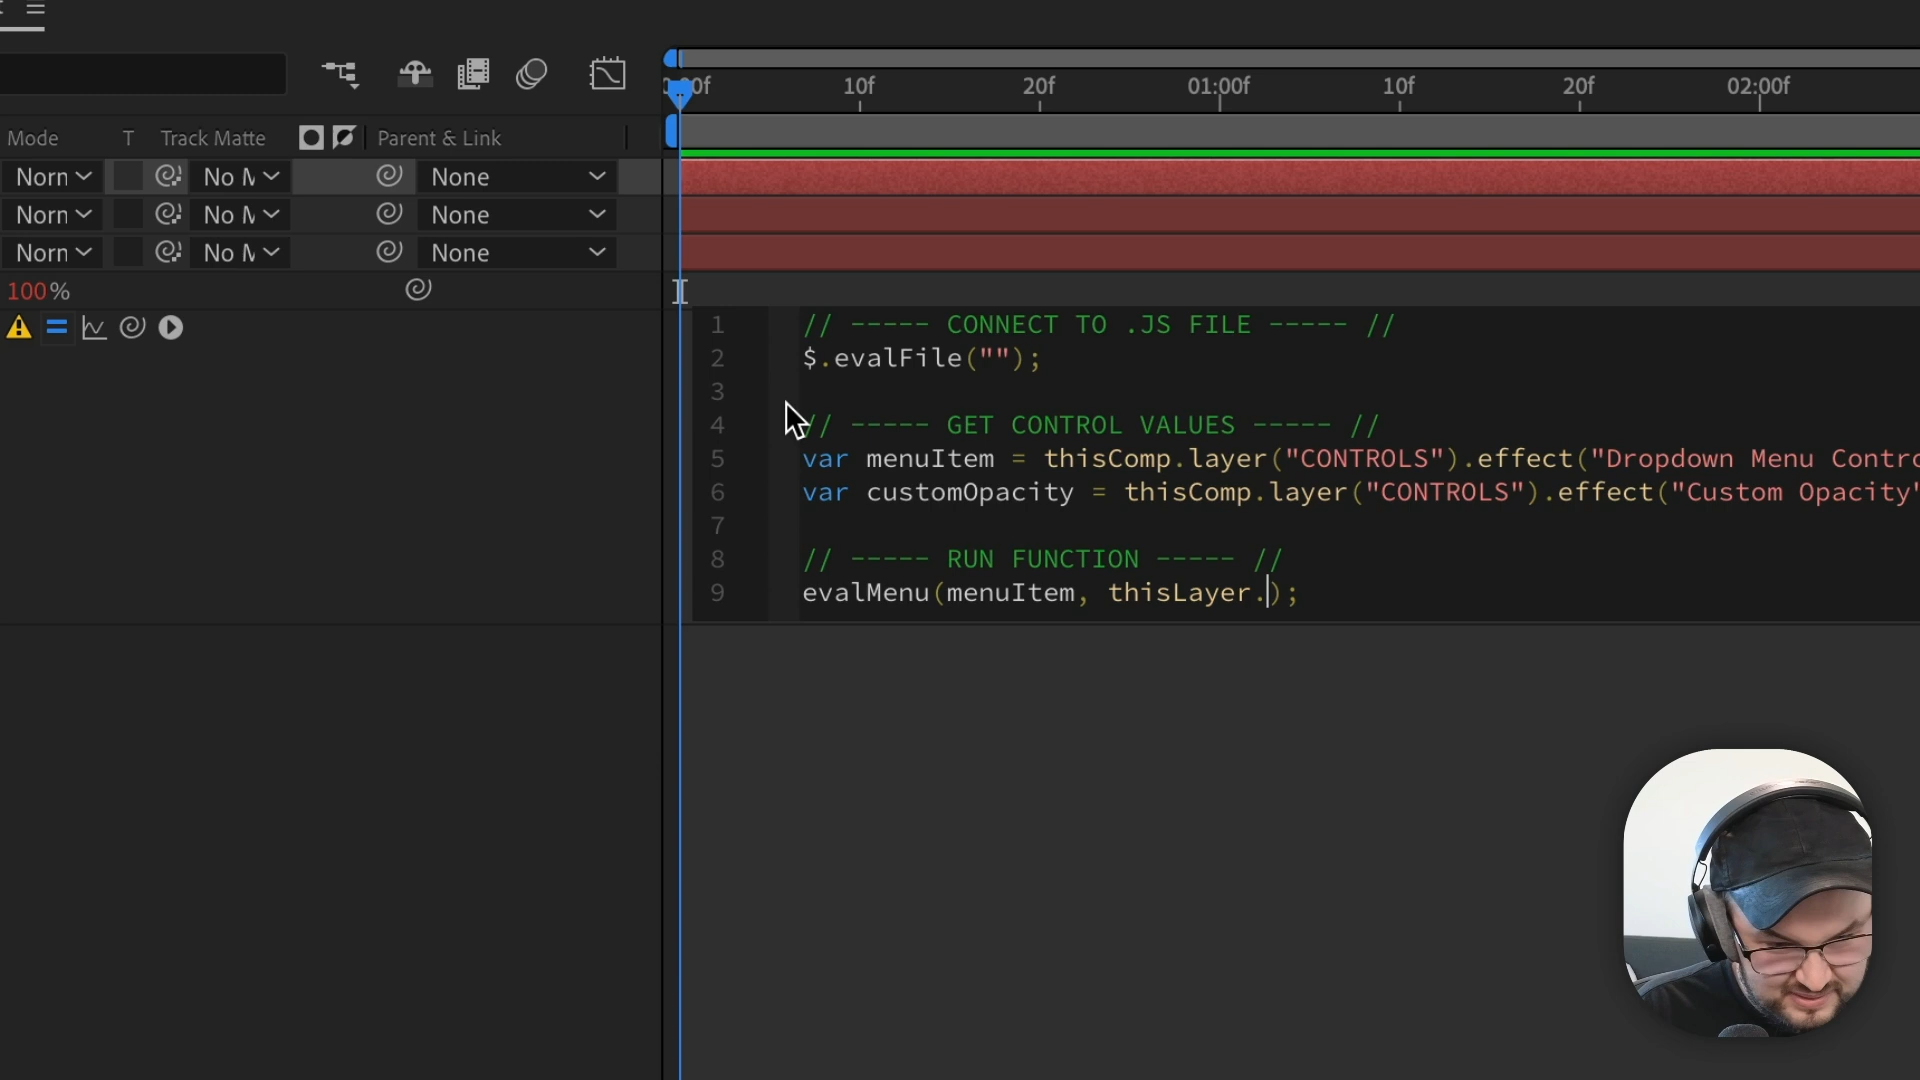 00f 10f 20f 01:00f 10f 20f 02:00f
Mode T Track Matte Parent & Link
Norn No M None
Norn No M None
Norn No M None
100%
1 // ----- CONNECT TO .JS FILE ----- //
2 $.evalFile("");
3
4 // ----- GET CONTROL VALUES ----- //
5 var menuItem = thisComp.layer("CONTROLS").effect("Dropdown Menu Contro
6 var customOpacity = thisComp.layer("CONTROLS").effect("Custom Opacity"
7
8 // ----- RUN FUNCTION ----- //
9 evalMenu(menuItem, thisLayer.);